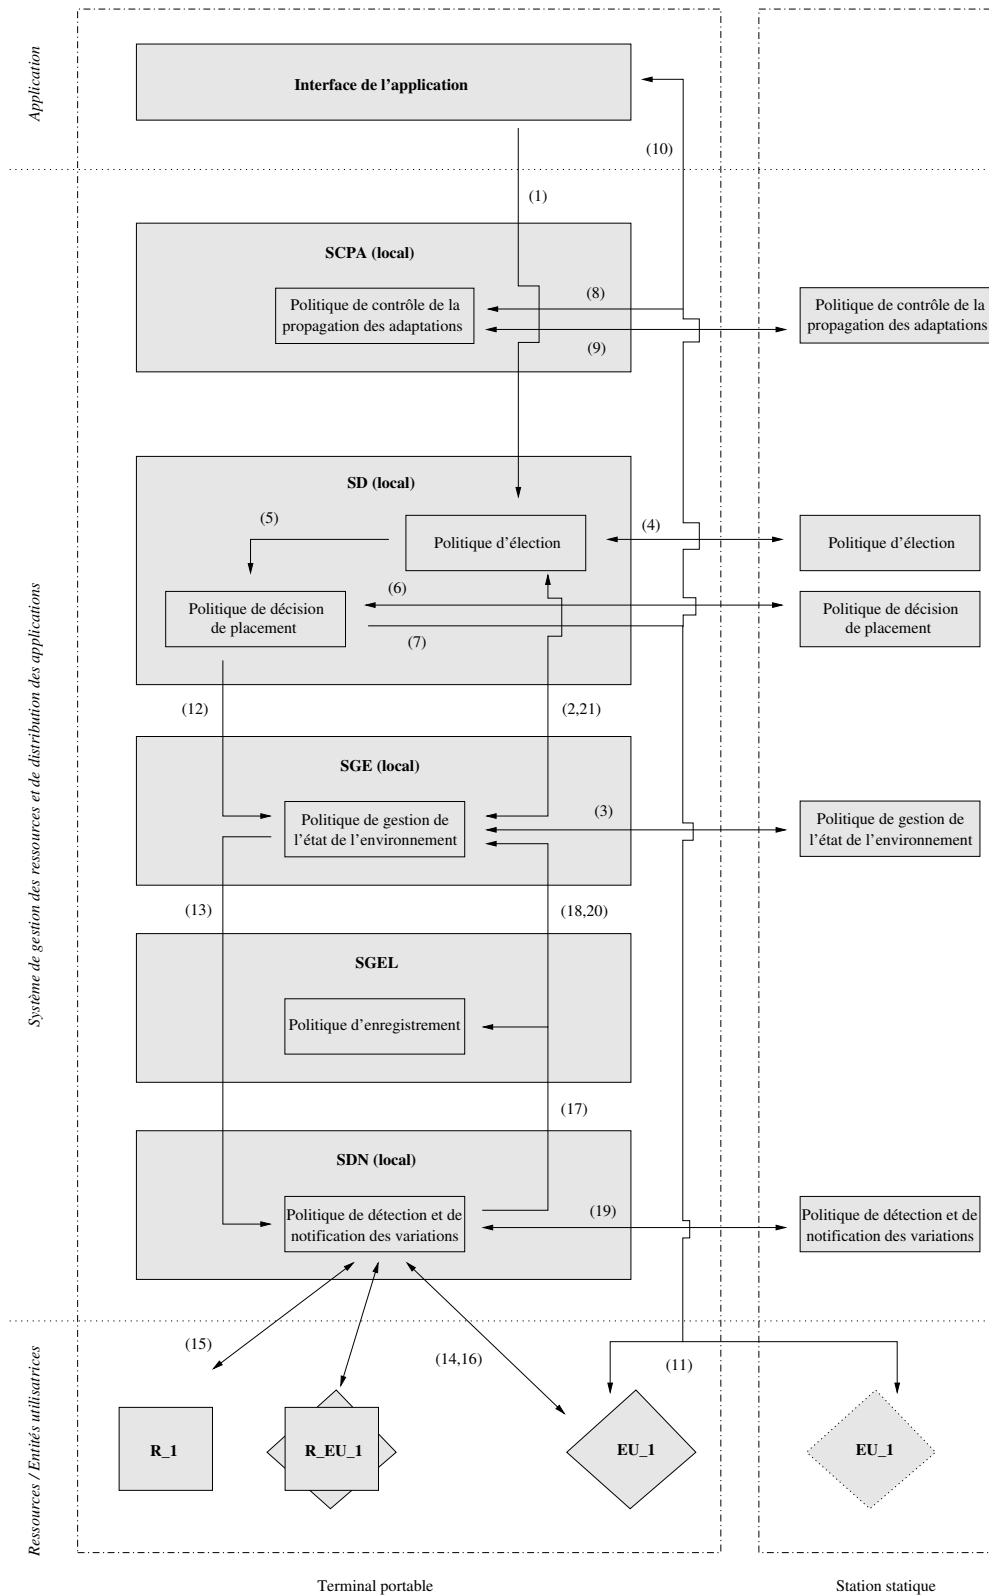 Application
Interface de l’application
(10)
(1)
SCPA (local)
Politique de contrôle de la
propagation des adaptations
(8)
(9)
Politique de contrôle de la
propagation des adaptations
Système de gestion des ressources et de distribution des applications
SD (local)
(5)
Politique d’élection
(4)
Politique d’élection
(6)
Politique de décision
de placement
(7)
Politique de décision
de placement
(12)
(2,21)
SGE (local)
Politique de gestion de
l’état de l’environnement
(3)
Politique de gestion de
l’état de l’environnement
(13)
(18,20)
SGEL
Politique d’enregistrement
(17)
SDN (local)
Politique de détection et de
notification des variations
(19)
Politique de détection et de
notification des variations
Ressources / Entités utilisatrices
(15)
(14,16)
(11)
R_1
R_EU_1
EU_1
EU_1
Terminal portable
Station statique